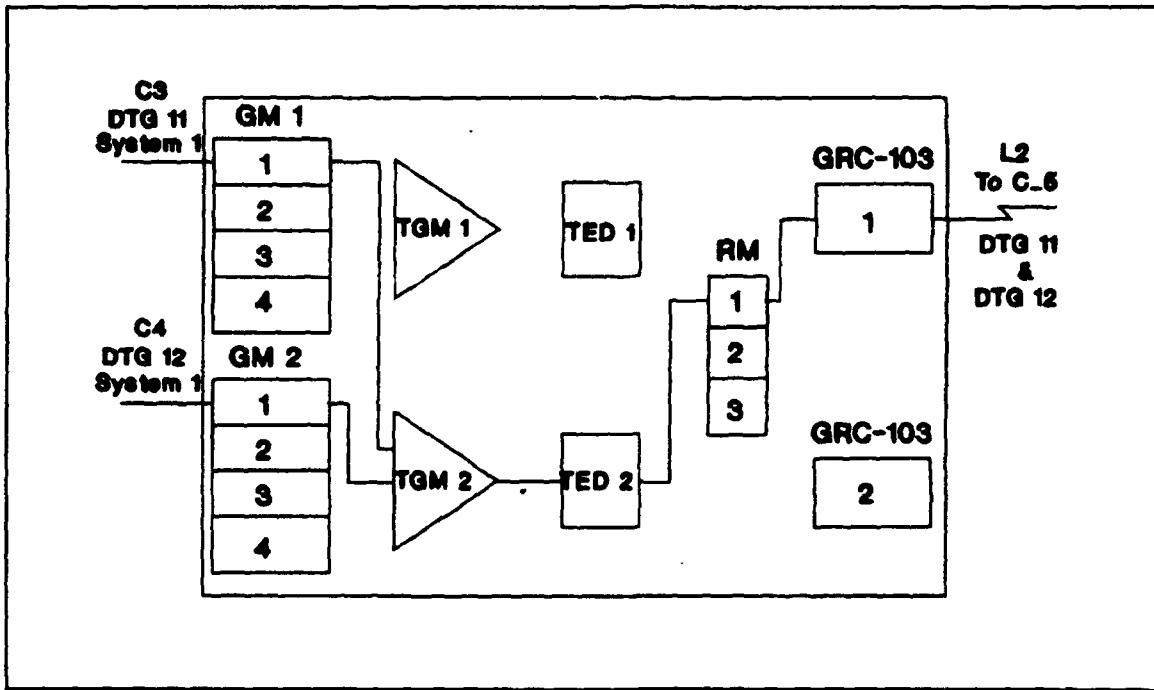 C3
DTG 11
System 1
GM 1
1
2
3
4
C4
DTG 12
System 1
GM 2
1
2
3
4
TGM 1
TED 1
TGM 2
TED 2
RM
1
2
3
GRC-103
1
GRC-103
2
L2
To C-5
DTG 11
&
DTG 12